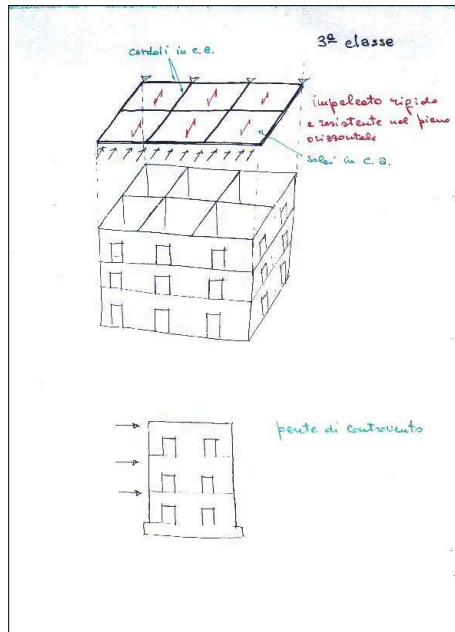 3ª classe
cordoli in c.a.
impalcato rigido
e resistente nel piano
orizzontale
solai in c.a.
parete di controvento